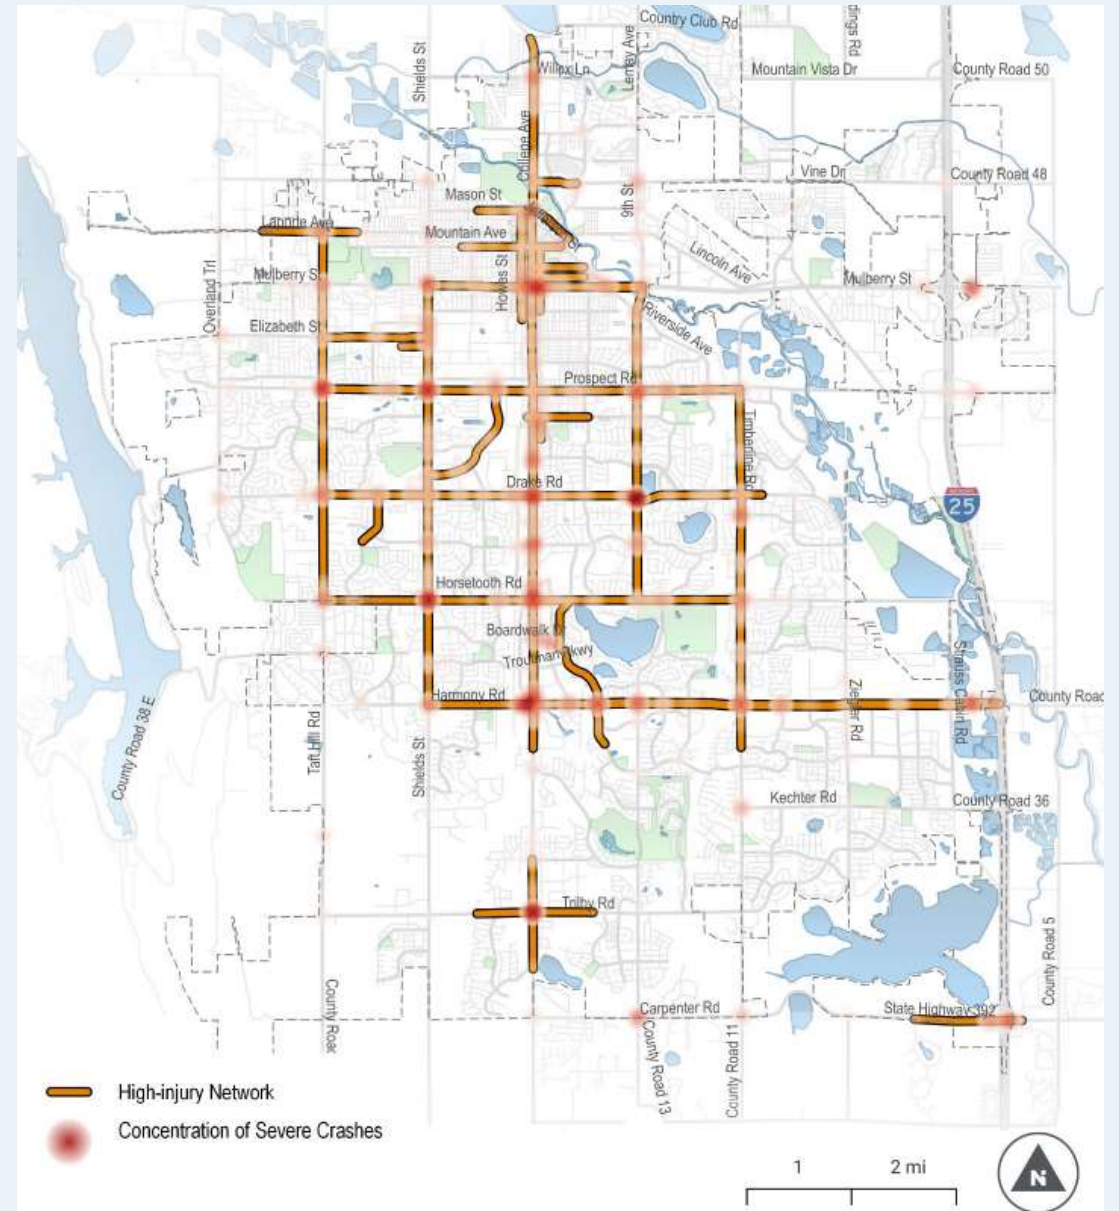 Country Club Rd
Willox Ln
Lemay Ave
Mountain Vista Dr
County Road 50
Shields St
College Ave
Vine Dr
County Road 48
Mason St
9th St
Laporte Ave
Mountain Ave
Lincoln Ave
Mulberry St
Howes St
Mulberry St
Overland Trl
Elizabeth St
Riverside Ave
Prospect Rd
Timberline Rd
Drake Rd
25
Horsetooth Rd
Boardwalk Dr
Troutman Pkwy
Harmony Rd
Ziegler Rd
Strauss Cabin Rd
County Road
County Road 38 E
Taft Hill Rd
Shields St
Kechter Rd
County Road 36
Trilby Rd
County Road 5
Carpenter Rd
State Highway 392
County Road 13
County Road 11
High-injury Network
Concentration of Severe Crashes
1
2 mi
N